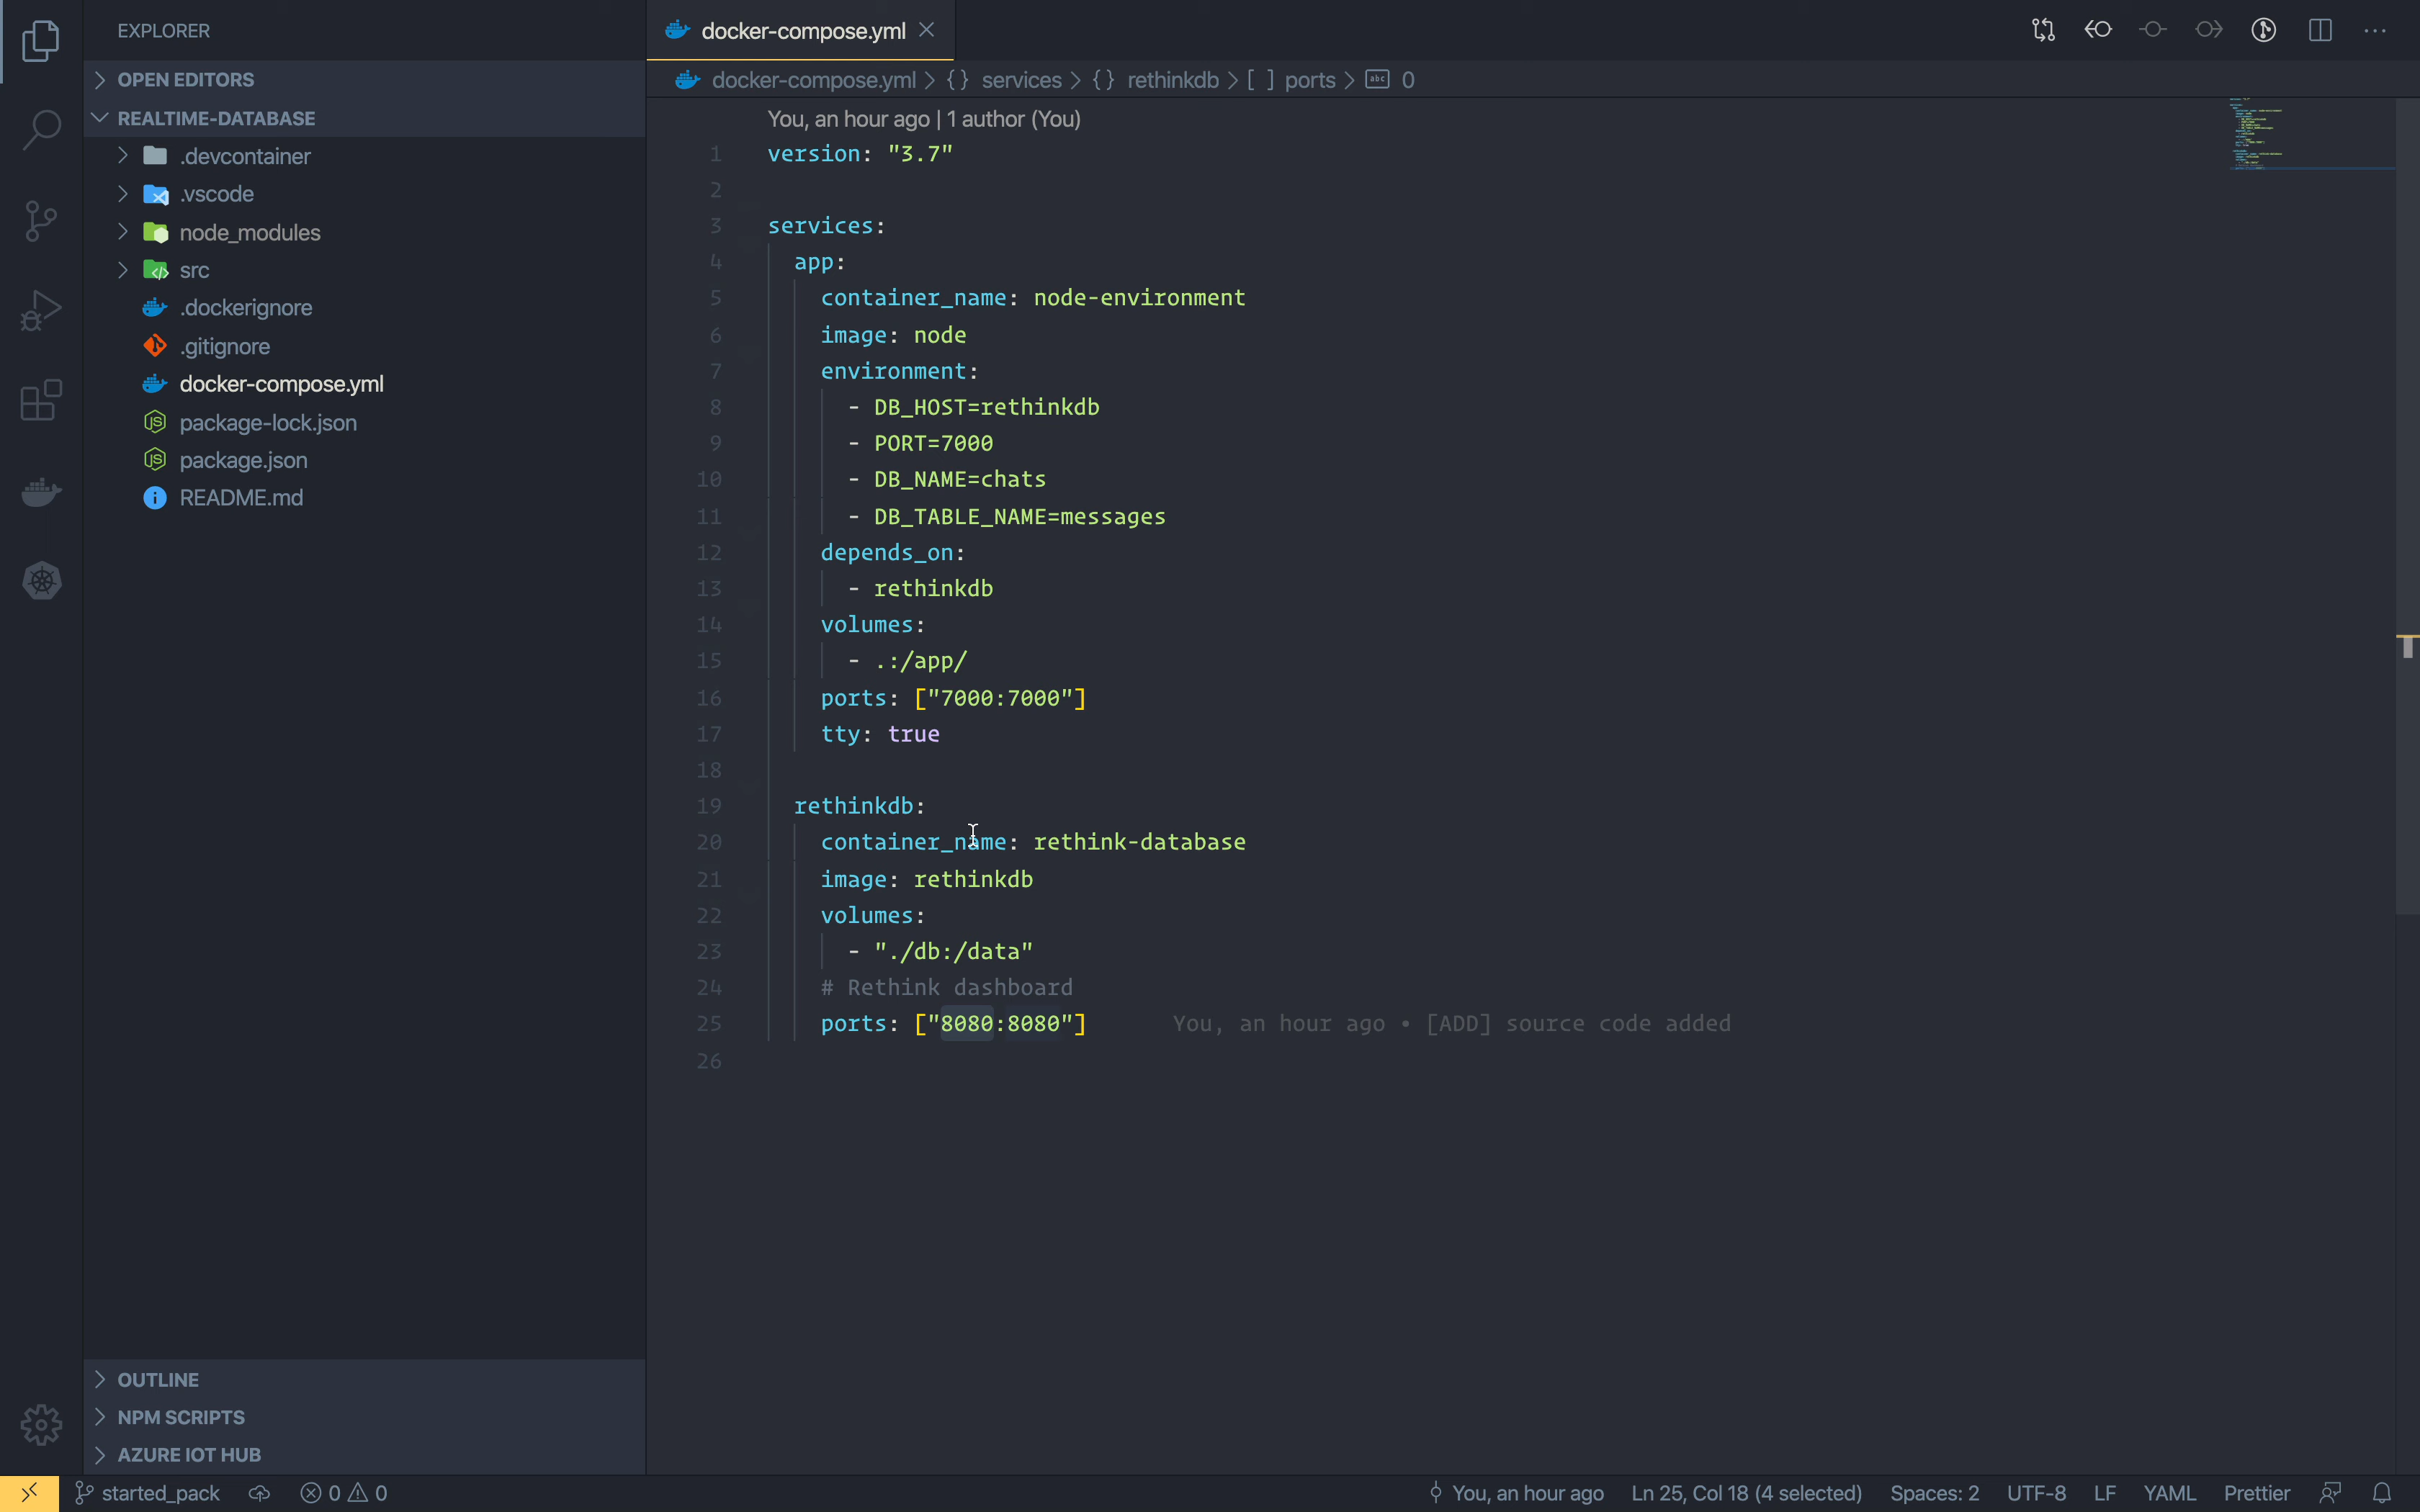 EXPLORER
OPEN EDITORS
REALTIME-DATABASE
.devcontainer
.vscode
node_modules
src
.dockerignore
.gitignore
docker-compose.yml
package-lock.json
package.json
README.md
OUTLINE
NPM SCRIPTS
AZURE IOT HUB
docker-compose.yml
docker-compose.yml > {} services > {} rethinkdb > [ ] ports > abc 0
You, an hour ago | 1 author (You)
1 version: "3.7"
2
3 services:
4 app:
5 container_name: node-environment
6 image: node
7 environment:
8 - DB_HOST=rethinkdb
9 - PORT=7000
10 - DB_NAME=chats
11 - DB_TABLE_NAME=messages
12 depends_on:
13 - rethinkdb
14 volumes:
15 - .:/app/
16 ports: ["7000:7000"]
17 tty: true
18
19 rethinkdb:
20 container_name: rethink-database
21 image: rethinkdb
22 volumes:
23 - "./db:/data"
24 # Rethink dashboard
25 ports: ["8080:8080"] You, an hour ago • [ADD] source code added
26
started_pack 0 0 You, an hour ago Ln 25, Col 18 (4 selected) Spaces: 2 UTF-8 LF YAML Prettier